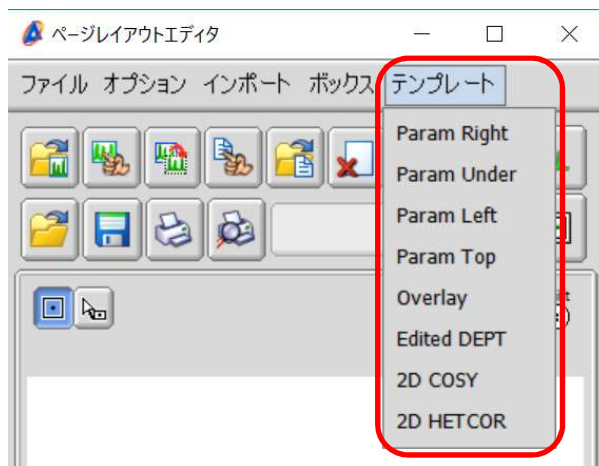 ページレイアウトエディタ
ファイル オプション インポート ボックス テンプレート
Param Right
Param Under
Param Left
Param Top
Overlay
Edited DEPT
2D COSY
2D HETCOR